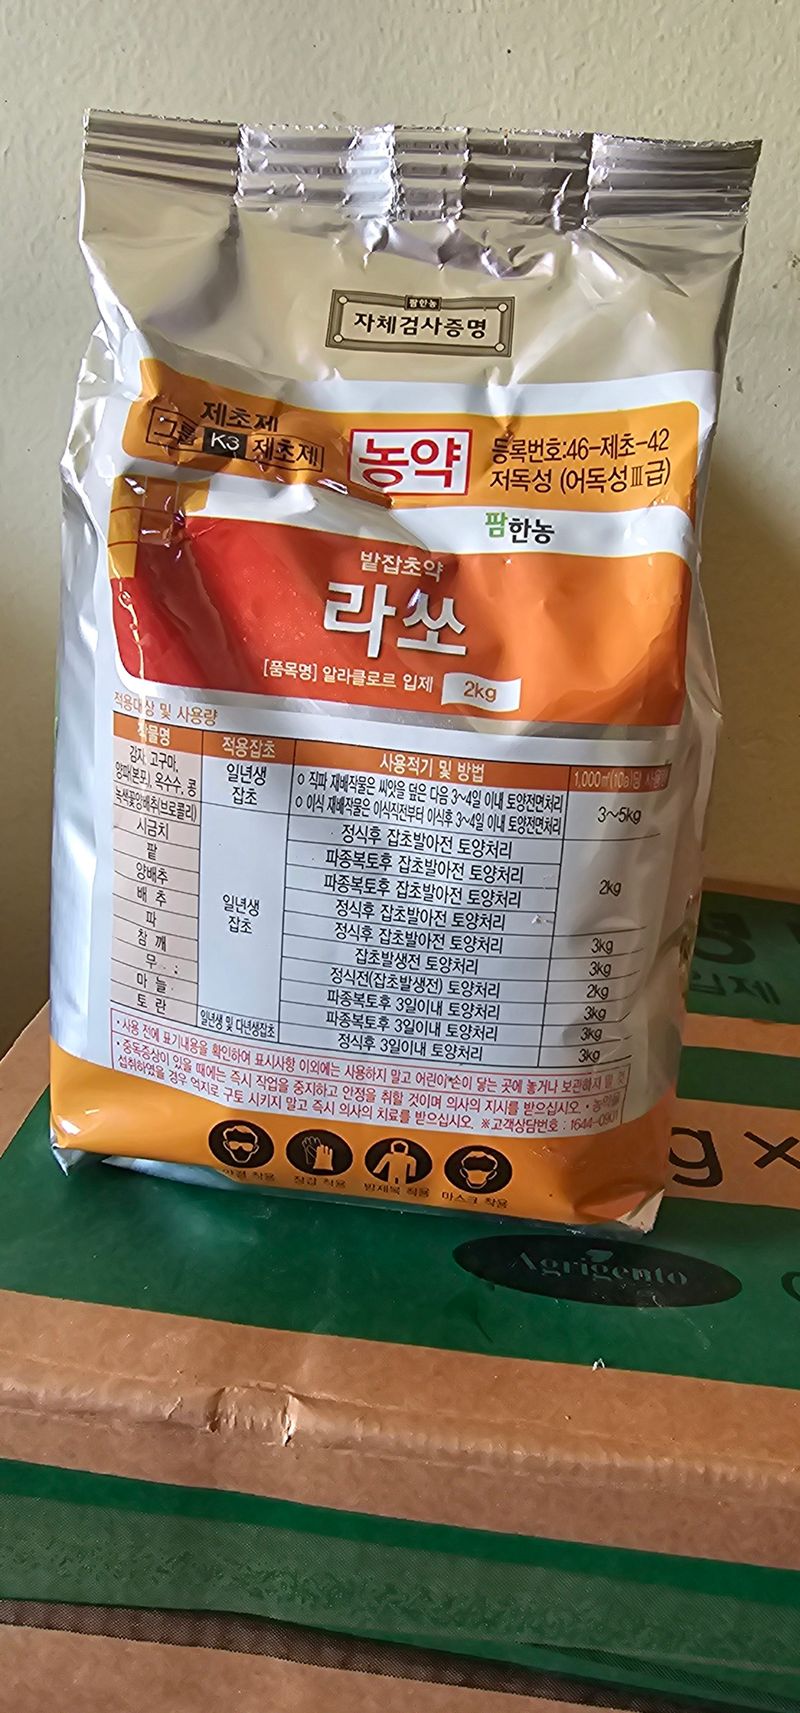 팜한농
자체검사증명
제초제
그룹 K3 제초제
농약
등록번호:46-제초-42
저독성 (어독성Ⅲ급)
팜한농
밭잡초약
라쏘
[품목명] 알라클로르 입제 2kg
적용대상 및 사용량
작물명 적용잡초 사용적기 및 방법 1,000㎡(10a)당 사용량
감자, 고구마,
양파(본포), 옥수수, 콩
일년생
잡초
○ 직파 재배작물은 씨앗을 덮은 다음 3~4일 이내 토양전면처리
○ 이식 재배작물은 이식직전부터 이식후 3~4일 이내 토양전면처리
3~5kg
녹색꽃양배추(브로콜리) 정식후 잡초발아전 토양처리
시금치 파종복토후 잡초발아전 토양처리
팥 파종복토후 잡초발아전 토양처리
2kg
양배추 정식후 잡초발아전 토양처리
일년생
잡초
배 추 정식후 잡초발아전 토양처리 3kg
파 잡초발생전 토양처리 3kg
참 깨 정식전(잡초발생전) 토양처리 2kg
무 파종복토후 3일이내 토양처리 3kg
마 늘 파종복토후 3일이내 토양처리 3kg
토 란 일년생 및 다년생잡초 정식후 3일이내 토양처리 3kg
• 사용 전에 표기내용을 확인하여 표시사항 이외에는 사용하지 말고 어린이 손이 닿는 곳에 놓거나 보관하지 말 것
• 중독증상이 있을 때에는 즉시 작업을 중지하고 안정을 취할 것이며 의사의 지시를 받으십시오. • 농약을
섭취하였을 경우 억지로 구토 시키지 말고 즉시 의사의 치료를 받으십시오. ※고객상담번호 : 1644-0901
보안경 착용 장갑 착용 방제복 착용 마스크 착용
입제
g ×
Agrigento